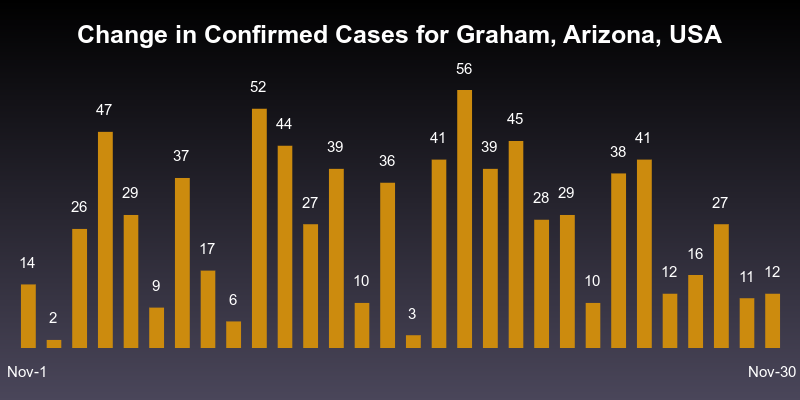 Change in Confirmed Cases for Graham, Arizona, USA
14 2 26 47 29 9 37 17 6 52 44 27 39 10 36 3 41 56 39 45 28 29 10 38 41 12 16 27 11 12
Nov-1 Nov-30